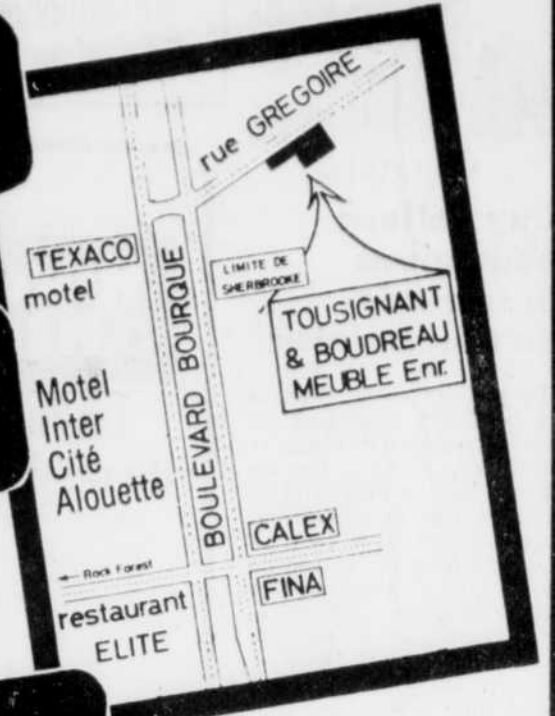 rue GREGOIRE
TEXACO
motel
LIMITE DE
SHERBROOKE
TOUSIGNANT
& BOUDREAU
MEUBLE Enr.
BOULEVARD BOURQUE
Motel
Inter
Cité
Alouette
CALEX
← Rock Forest
FINA
restaurant
ELITE